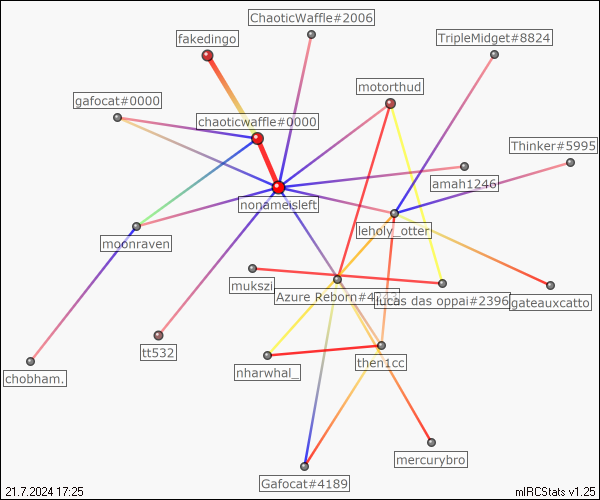 ChaoticWaffle#2006
fakedingo
TripleMidget#8824
motorthud
gafocat#0000
chaoticwaffle#0000
Thinker#5995
amah1246
nonameisleft
leholy_otter
moonraven
mukszi
Azure Reborn#4
lucas das oppai#2396
gateauxcatto
tt532
nharwhal_
then1cc
chobham.
mercurybro
Gafocat#4189
21.7.2024 17:25
mIRCStats v1.25